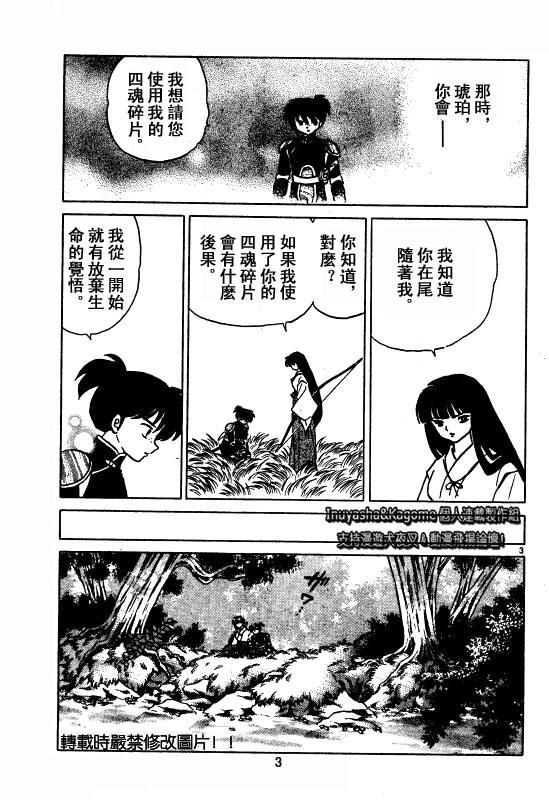 那時，
琥珀，
你會——
我想請您
使用我的
四魂碎片．
我知道
你在尾
隨著我．
你知道，
對麼？
如果我使
用了你的
四魂碎片
會有什麼
後果．
我從一開始
就有放棄生
命的覺悟．
Inuyasha&Kagome 個人連載製作組
支持漫遊犬夜叉&動漫飛揚論壇！
3
轉載時嚴禁修改圖片！！
3